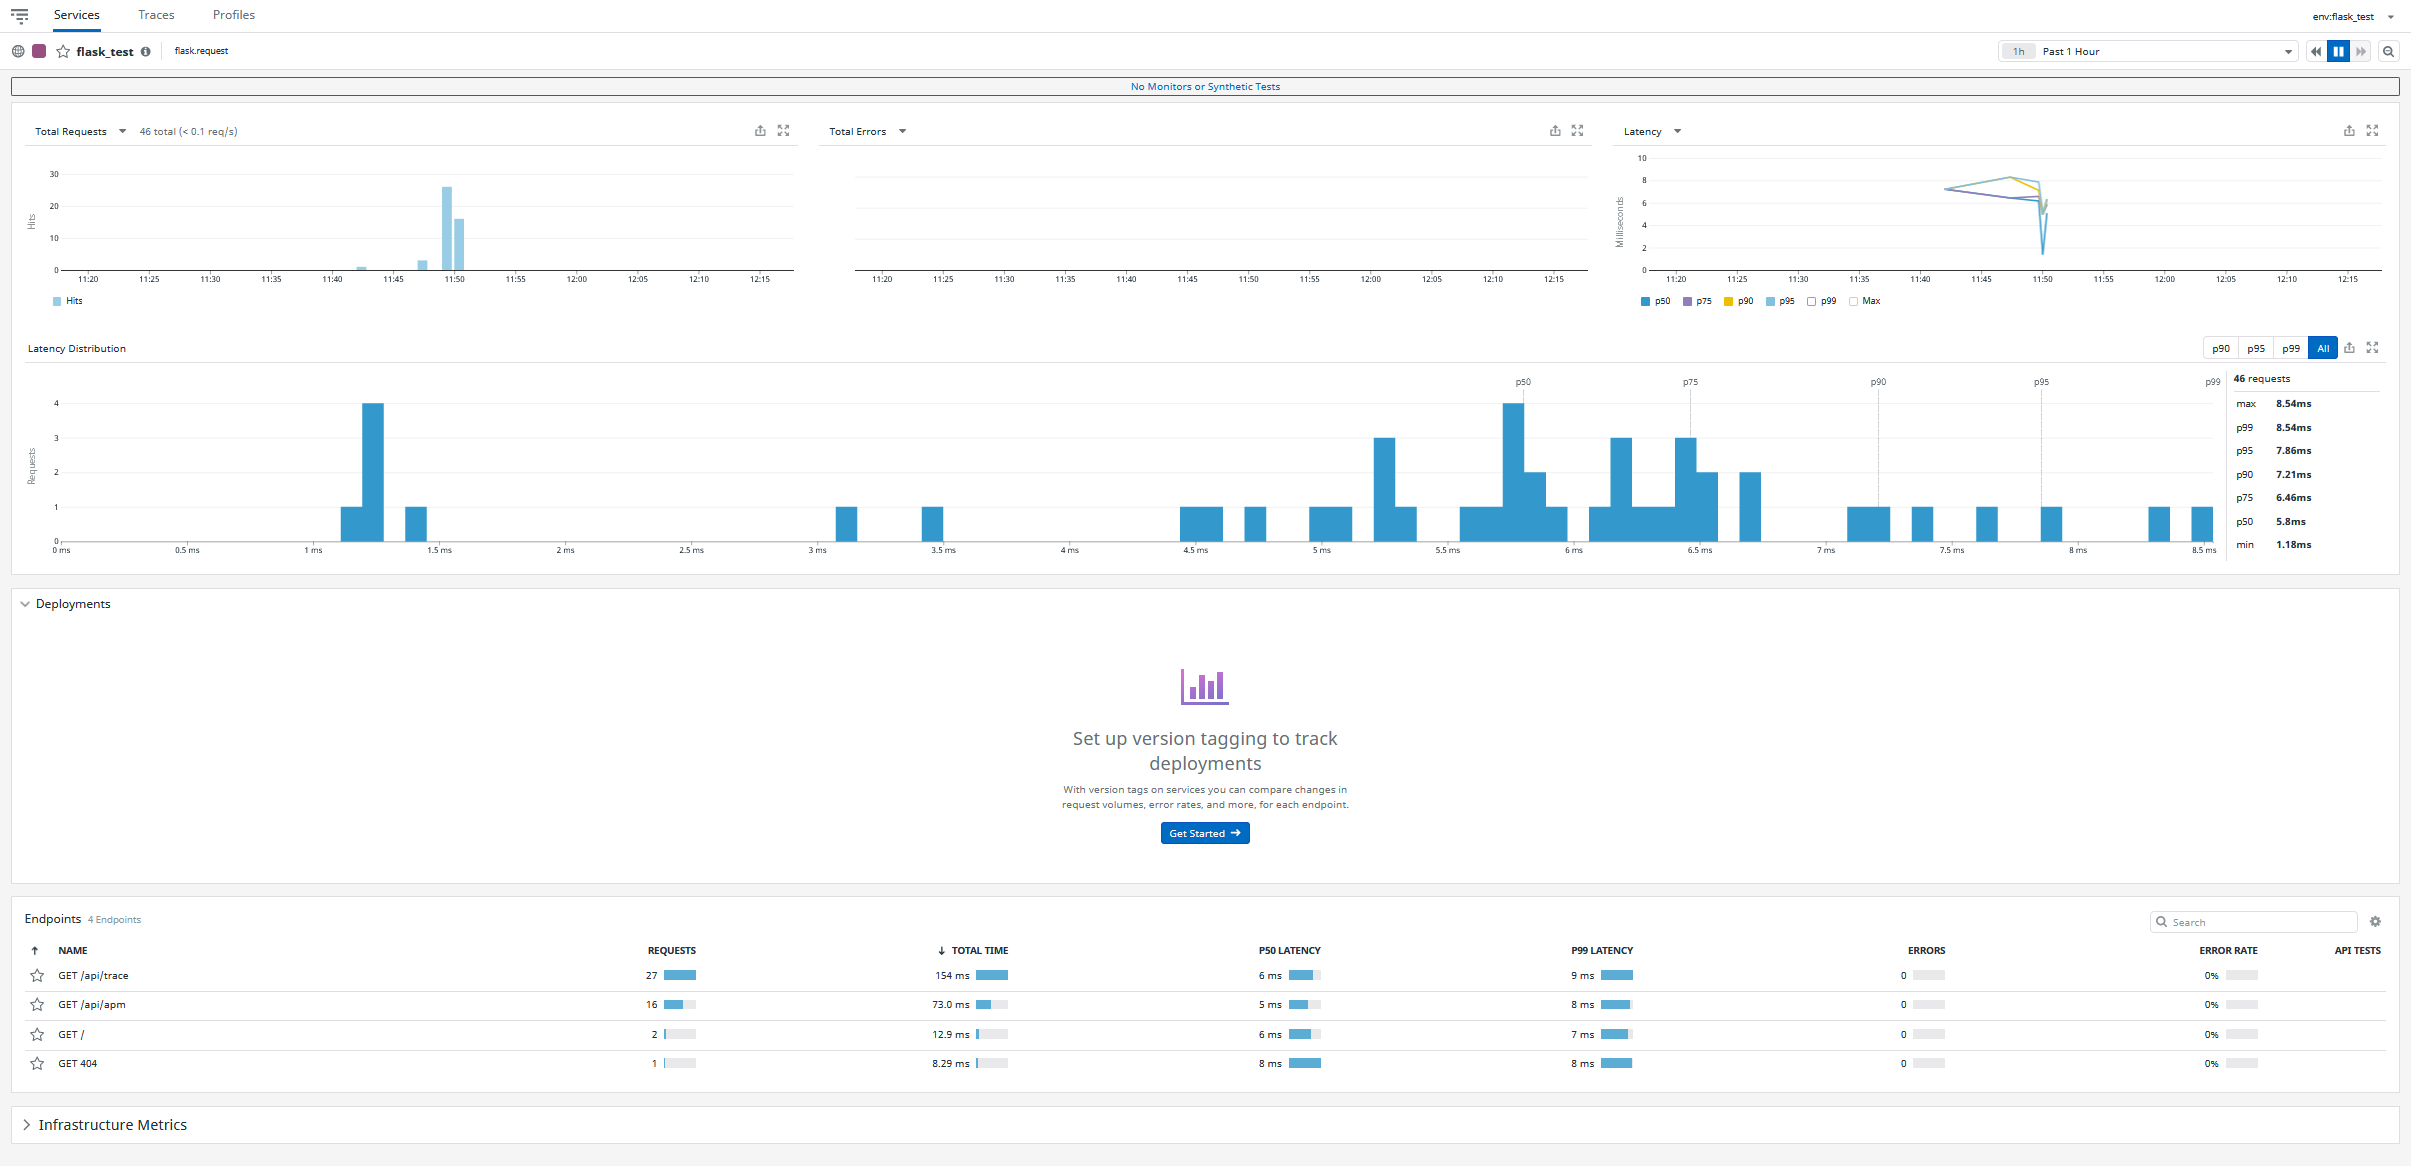 Services Traces Profiles
env:flask_test
flask_test flask.request
1h Past 1 Hour
No Monitors or Synthetic Tests
Total Requests 46 total (< 0.1 req/s)
30
20
10
0
Hits
11:20 11:25 11:30 11:35 11:40 11:45 11:50 11:55 12:00 12:05 12:10 12:15
Hits
Total Errors
11:20 11:25 11:30 11:35 11:40 11:45 11:50 11:55 12:00 12:05 12:10 12:15
Latency
10
8
6
4
2
0
Milliseconds
11:20 11:25 11:30 11:35 11:40 11:45 11:50 11:55 12:00 12:05 12:10 12:15
p50 p75 p90 p95 p99 Max
Latency Distribution
p90 p95 p99 All
p50 p75 p90 p95 p99
4
3
2
1
0
Requests
0 ms 0.5 ms 1 ms 1.5 ms 2 ms 2.5 ms 3 ms 3.5 ms 4 ms 4.5 ms 5 ms 5.5 ms 6 ms 6.5 ms 7 ms 7.5 ms 8 ms 8.5 ms
46 requests
max 8.54ms
p99 8.54ms
p95 7.86ms
p90 7.21ms
p75 6.46ms
p50 5.8ms
min 1.18ms
Deployments
Set up version tagging to track
deployments
With version tags on services you can compare changes in
request volumes, error rates, and more, for each endpoint.
Get Started
Endpoints 4 Endpoints
Search
NAME REQUESTS TOTAL TIME P50 LATENCY P99 LATENCY ERRORS ERROR RATE API TESTS
GET /api/trace 27 154 ms 6 ms 9 ms 0 0%
GET /api/apm 16 73.0 ms 5 ms 8 ms 0 0%
GET / 2 12.9 ms 6 ms 7 ms 0 0%
GET 404 1 8.29 ms 8 ms 8 ms 0 0%
Infrastructure Metrics